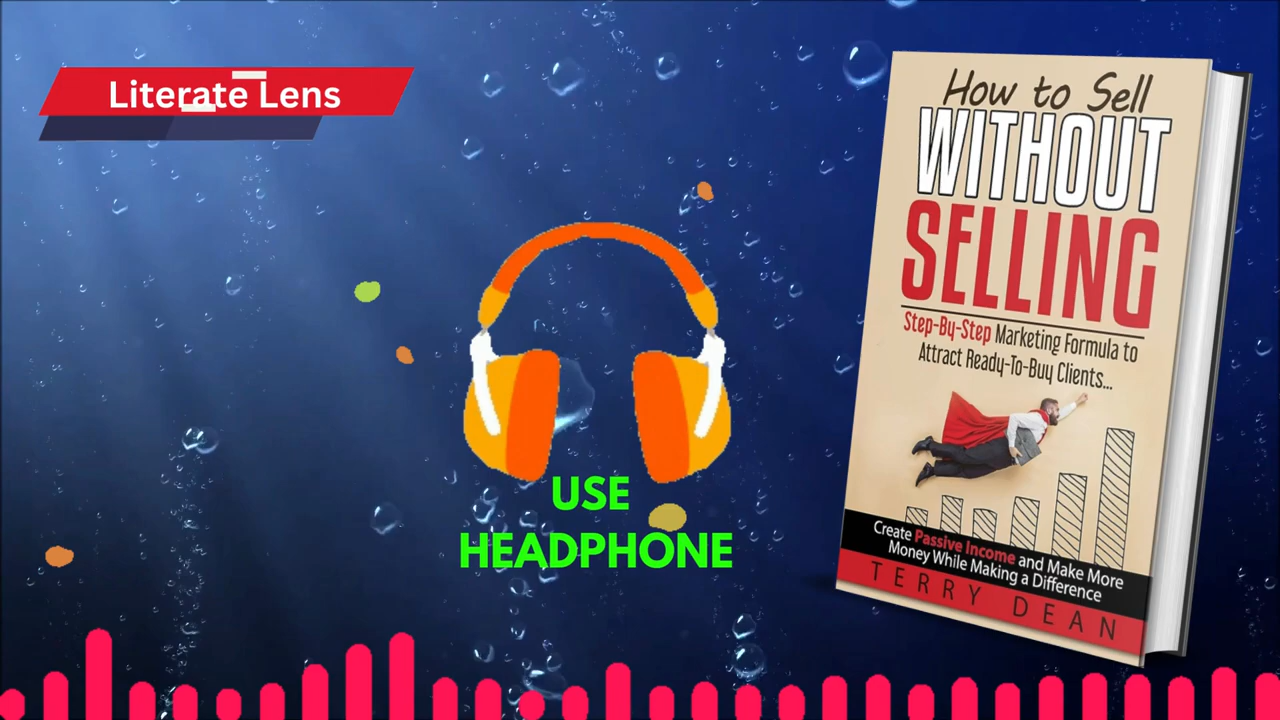 Literate Lens
USE
HEADPHONE
How to Sell
WITHOUT
SELLING
Step-By-Step Marketing Formula to
Attract Ready-To-Buy Clients...
Create Passive Income and Make More
Money While Making a Difference
TERRY DEAN